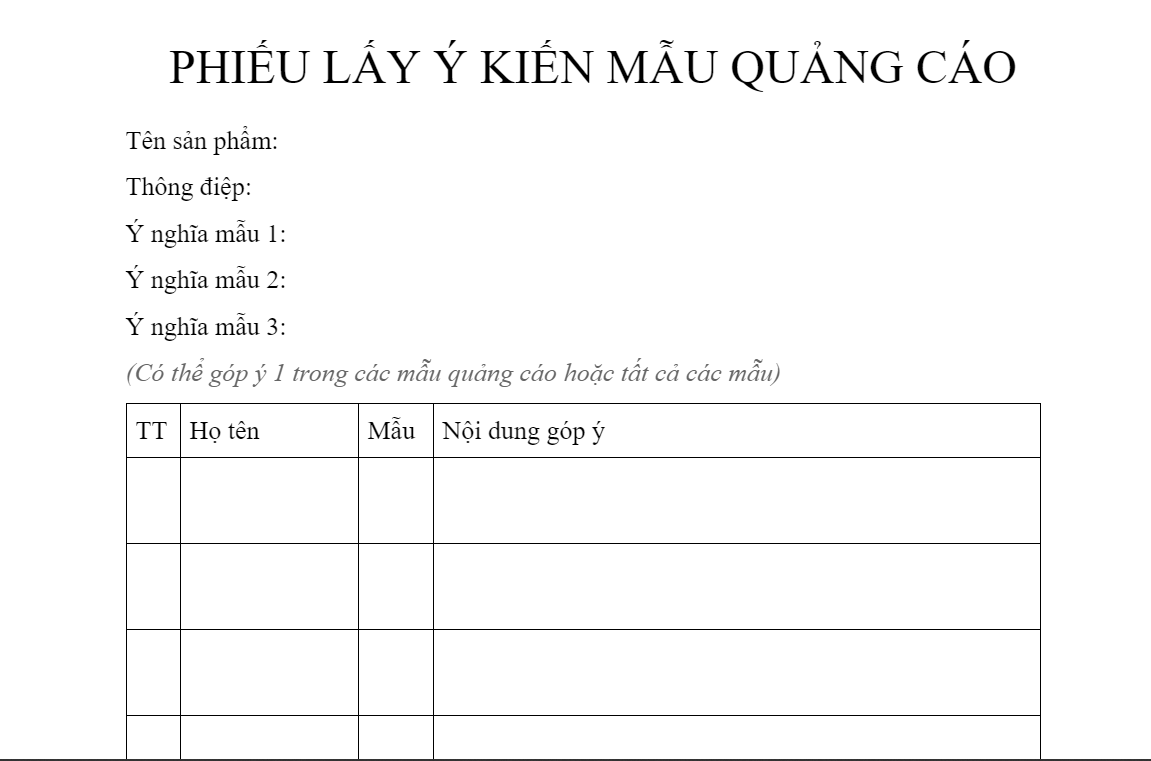 PHIẾU LẤY Ý KIẾN MẪU QUẢNG CÁO
Tên sản phẩm:
Thông điệp:
Ý nghĩa mẫu 1:
Ý nghĩa mẫu 2:
Ý nghĩa mẫu 3:
(Có thể góp ý 1 trong các mẫu quảng cáo hoặc tất cả các mẫu)
TT Họ tên Mẫu Nội dung góp ý